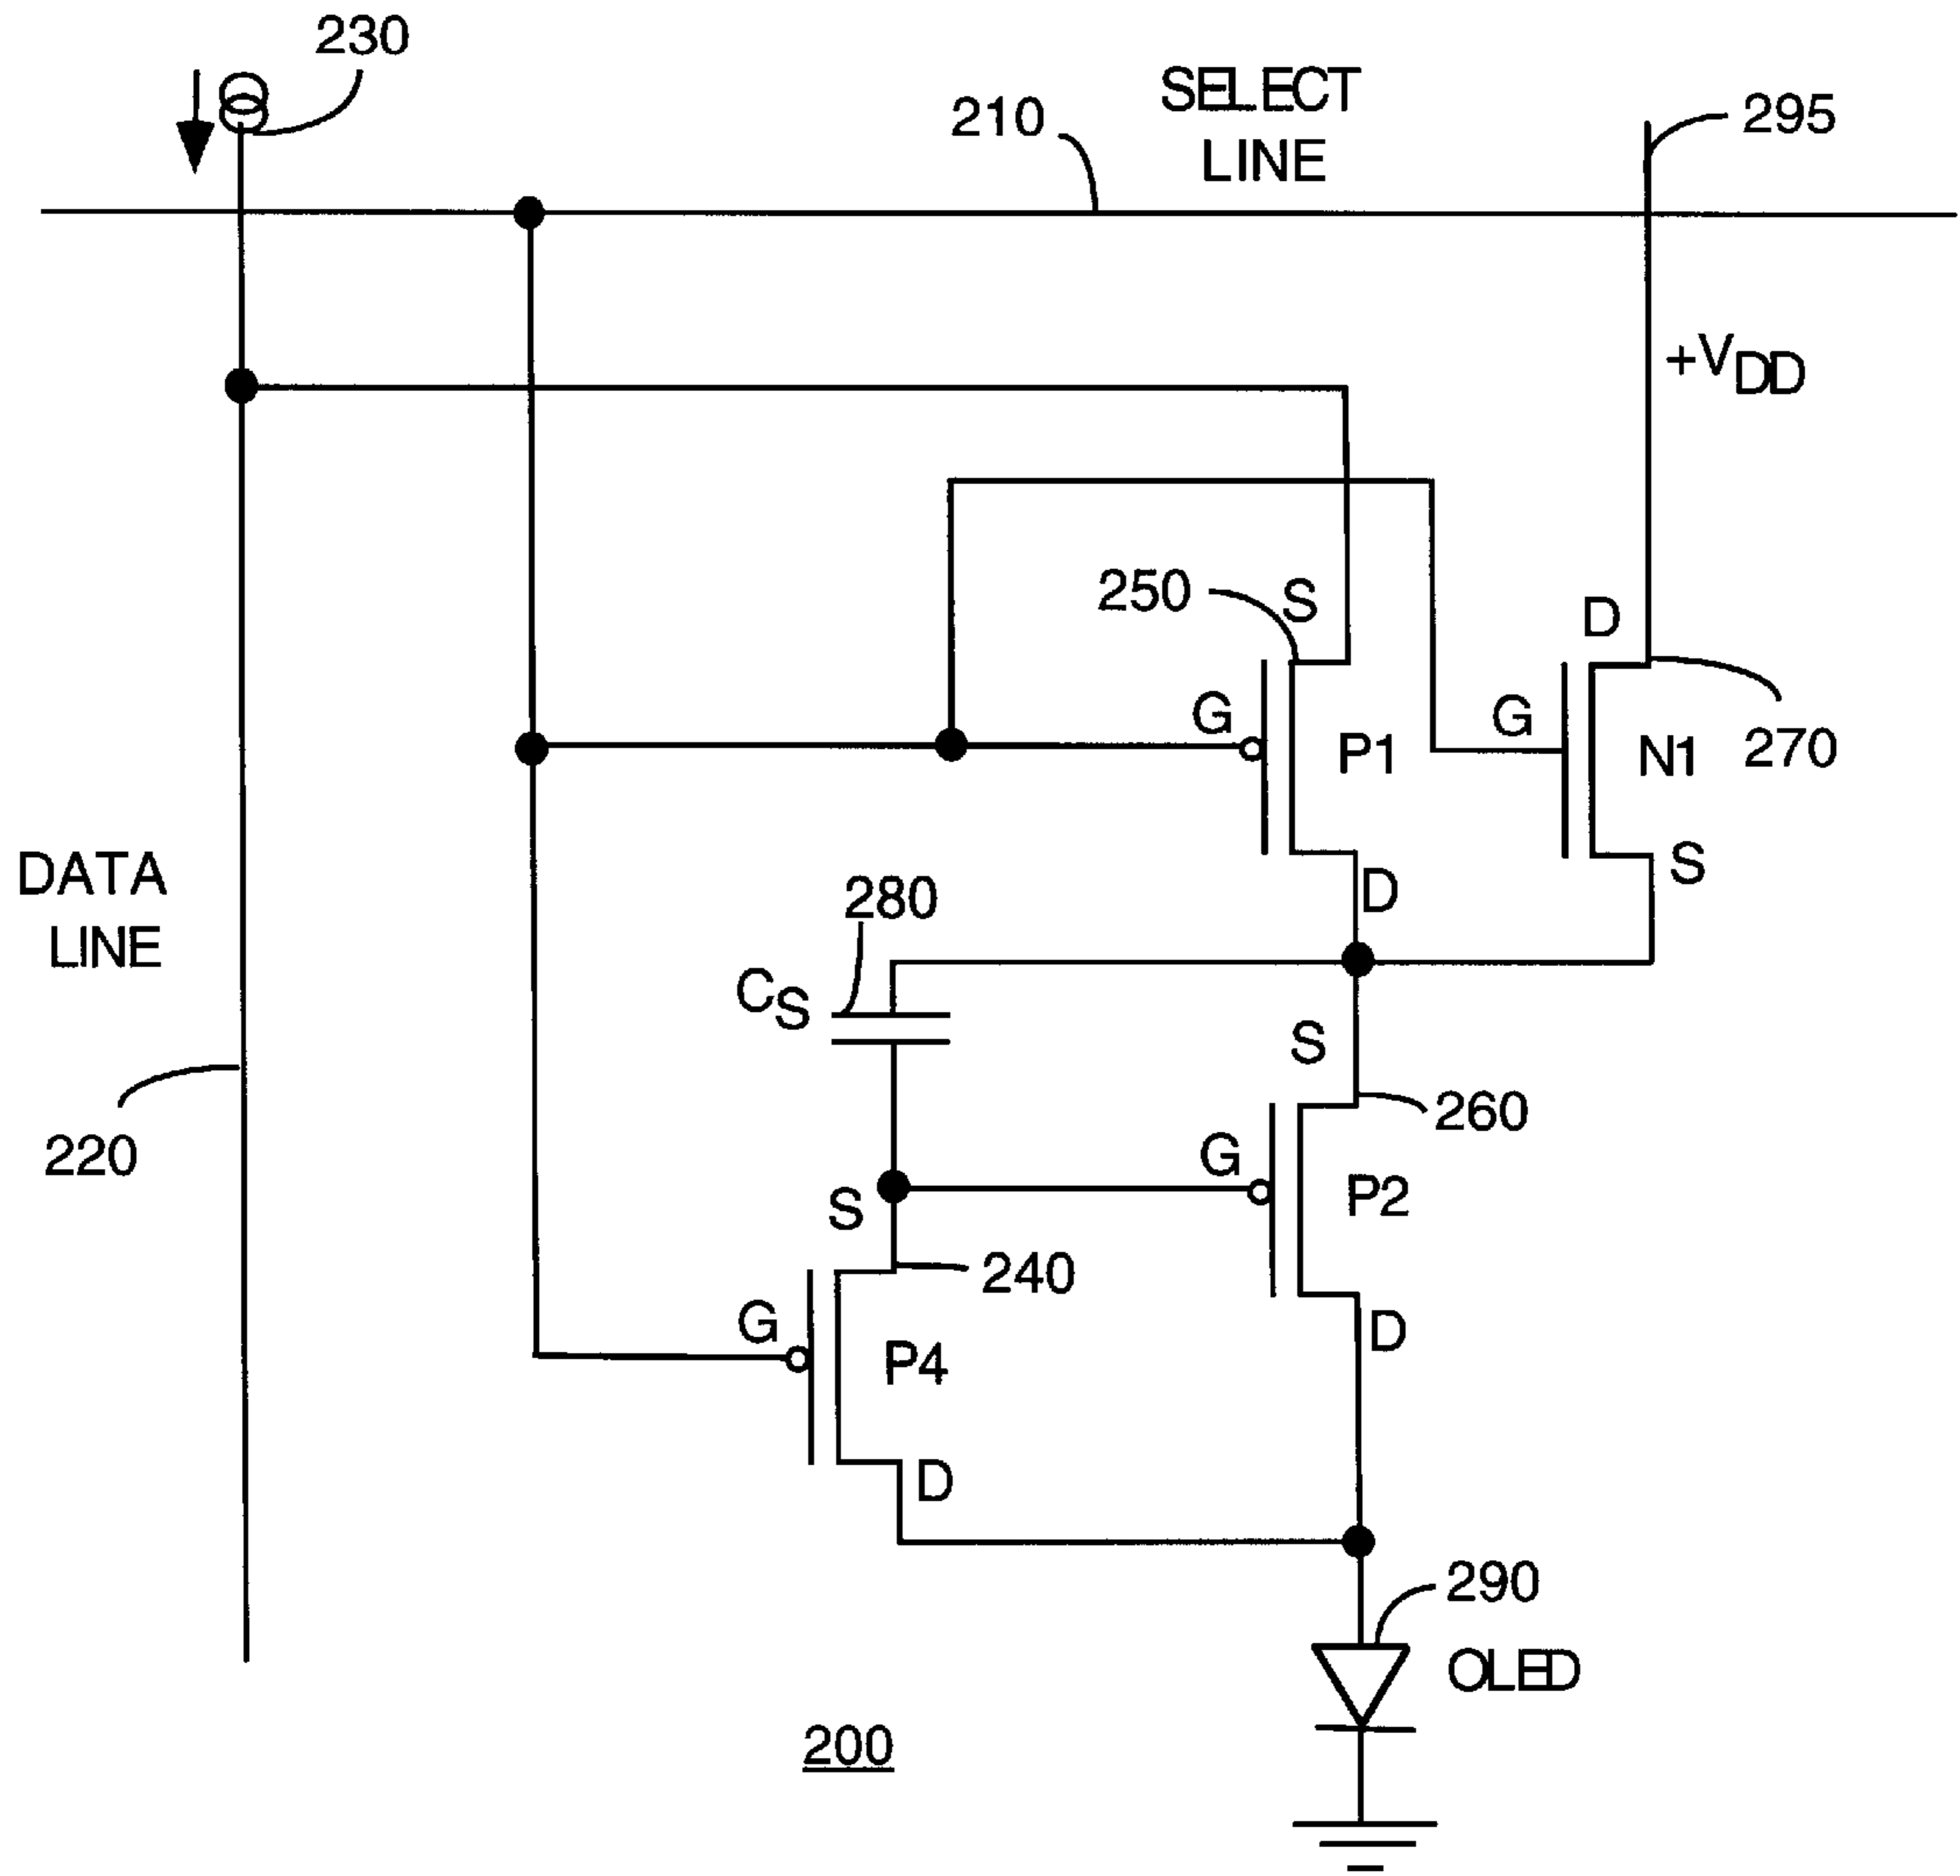 230
SELECT
LINE
210
295
+VDD
250
S
D
G
P1
G
N1
270
DATA
LINE
280
D
S
CS
S
260
220
G
P2
S
240
G
P4
D
D
290
OLED
200